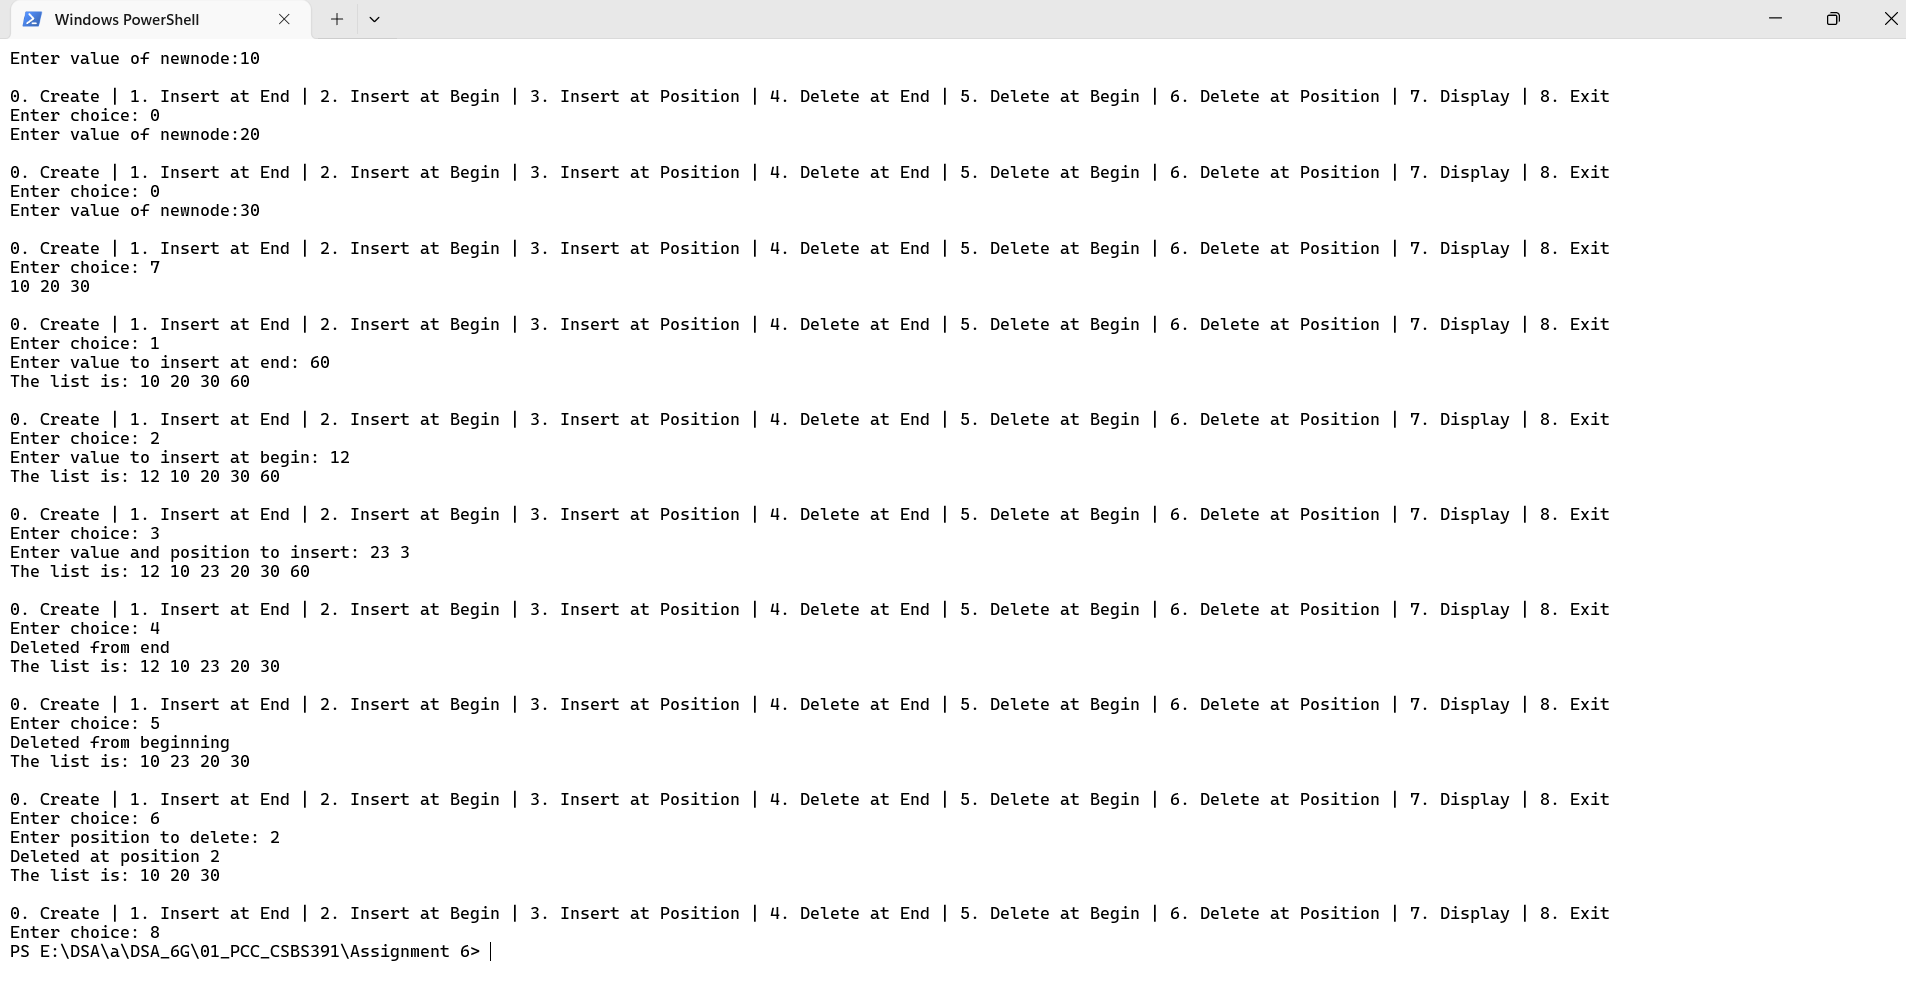 Windows PowerShell
Enter value of newnode:10
0. Create | 1. Insert at End | 2. Insert at Begin | 3. Insert at Position | 4. Delete at End | 5. Delete at Begin | 6. Delete at Position | 7. Display | 8. Exit
Enter choice: 0
Enter value of newnode:20
0. Create | 1. Insert at End | 2. Insert at Begin | 3. Insert at Position | 4. Delete at End | 5. Delete at Begin | 6. Delete at Position | 7. Display | 8. Exit
Enter choice: 0
Enter value of newnode:30
0. Create | 1. Insert at End | 2. Insert at Begin | 3. Insert at Position | 4. Delete at End | 5. Delete at Begin | 6. Delete at Position | 7. Display | 8. Exit
Enter choice: 7
10 20 30
0. Create | 1. Insert at End | 2. Insert at Begin | 3. Insert at Position | 4. Delete at End | 5. Delete at Begin | 6. Delete at Position | 7. Display | 8. Exit
Enter choice: 1
Enter value to insert at end: 60
The list is: 10 20 30 60
0. Create | 1. Insert at End | 2. Insert at Begin | 3. Insert at Position | 4. Delete at End | 5. Delete at Begin | 6. Delete at Position | 7. Display | 8. Exit
Enter choice: 2
Enter value to insert at begin: 12
The list is: 12 10 20 30 60
0. Create | 1. Insert at End | 2. Insert at Begin | 3. Insert at Position | 4. Delete at End | 5. Delete at Begin | 6. Delete at Position | 7. Display | 8. Exit
Enter choice: 3
Enter value and position to insert: 23 3
The list is: 12 10 23 20 30 60
0. Create | 1. Insert at End | 2. Insert at Begin | 3. Insert at Position | 4. Delete at End | 5. Delete at Begin | 6. Delete at Position | 7. Display | 8. Exit
Enter choice: 4
Deleted from end
The list is: 12 10 23 20 30
0. Create | 1. Insert at End | 2. Insert at Begin | 3. Insert at Position | 4. Delete at End | 5. Delete at Begin | 6. Delete at Position | 7. Display | 8. Exit
Enter choice: 5
Deleted from beginning
The list is: 10 23 20 30
0. Create | 1. Insert at End | 2. Insert at Begin | 3. Insert at Position | 4. Delete at End | 5. Delete at Begin | 6. Delete at Position | 7. Display | 8. Exit
Enter choice: 6
Enter position to delete: 2
Deleted at position 2
The list is: 10 20 30
0. Create | 1. Insert at End | 2. Insert at Begin | 3. Insert at Position | 4. Delete at End | 5. Delete at Begin | 6. Delete at Position | 7. Display | 8. Exit
Enter choice: 8
PS E:\DSA\a\DSA_6G\01_PCC_CSBS391\Assignment 6>